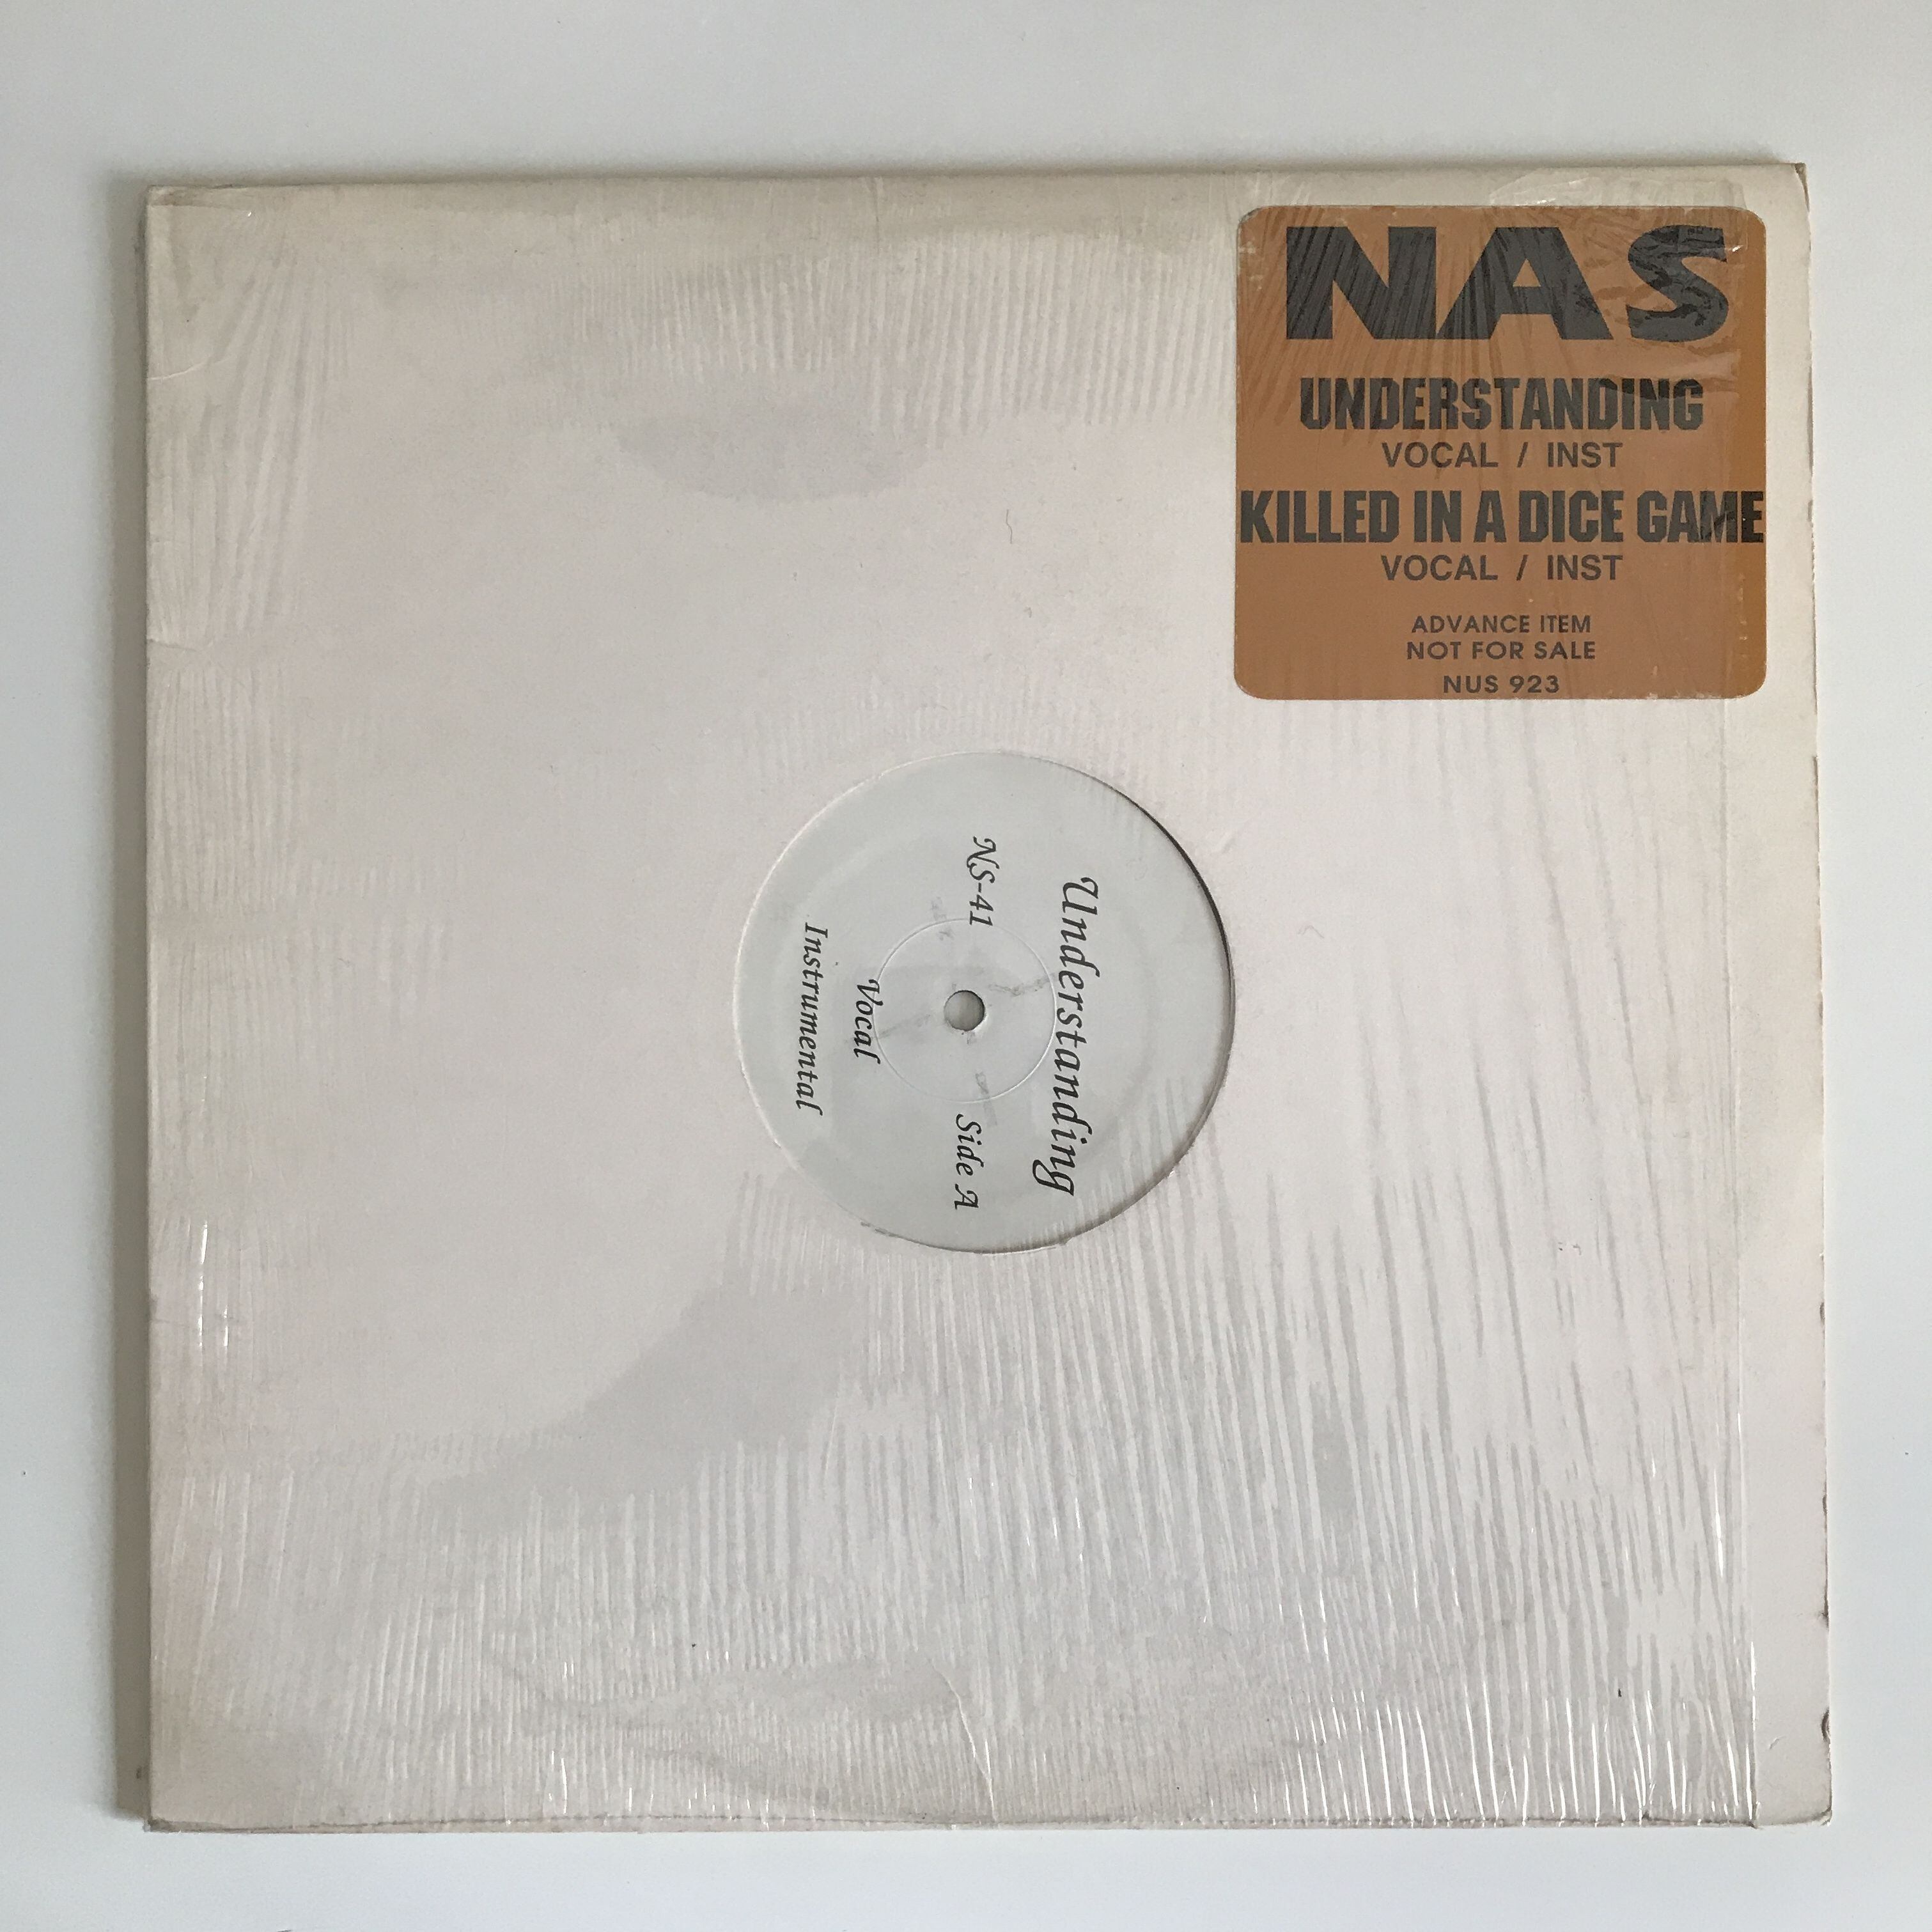 NAS
UNDERSTANDING
VOCAL / INST
KILLED IN A DICE GAME
VOCAL / INST
ADVANCE ITEM
NOT FOR SALE
NUS 923
Understanding
NS-41 Side A
Vocal
Instrumental